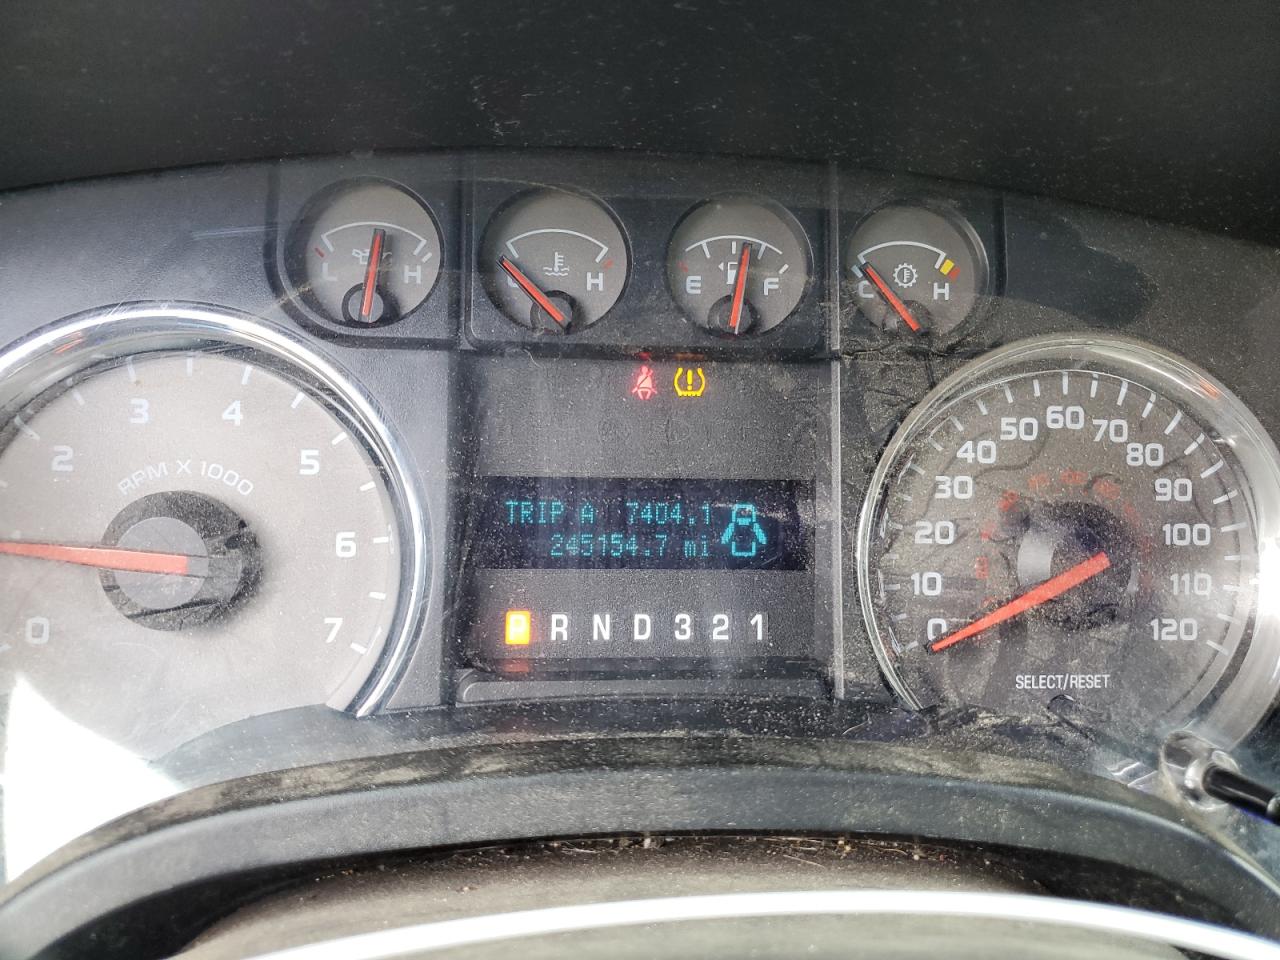 L H
H
E F
C H
0 2 3 4 5 6 7
RPM X 1000
TRIP A 7404.1
245154.7 mi
P R N D 3 2 1
0 10 20 30 40 50 60 70 80 90 100 110 120
SELECT/RESET